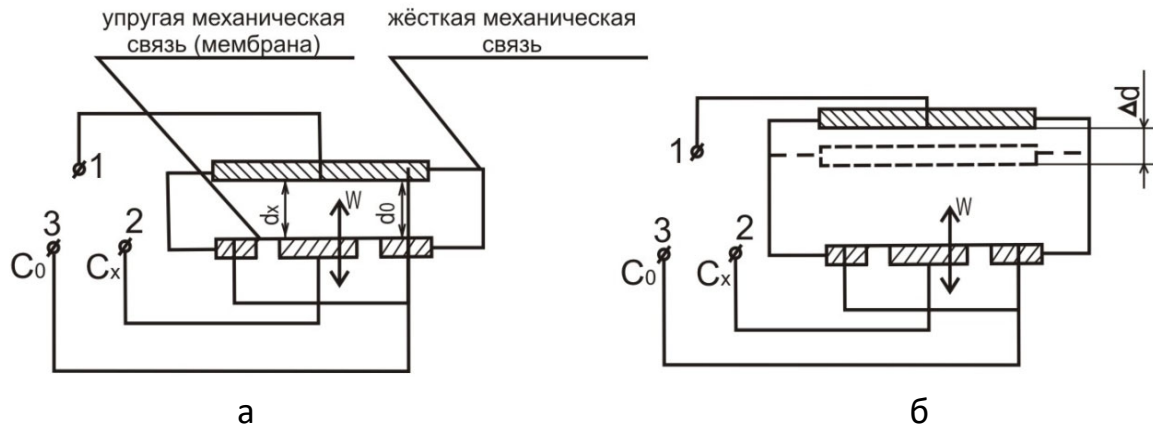 упругая механическая
связь (мембрана)
жёсткая механическая
связь
1
3
2
C₀
Cₓ
dₓ
W
d₀
а
1
3
2
C₀
Cₓ
W
Δd
б